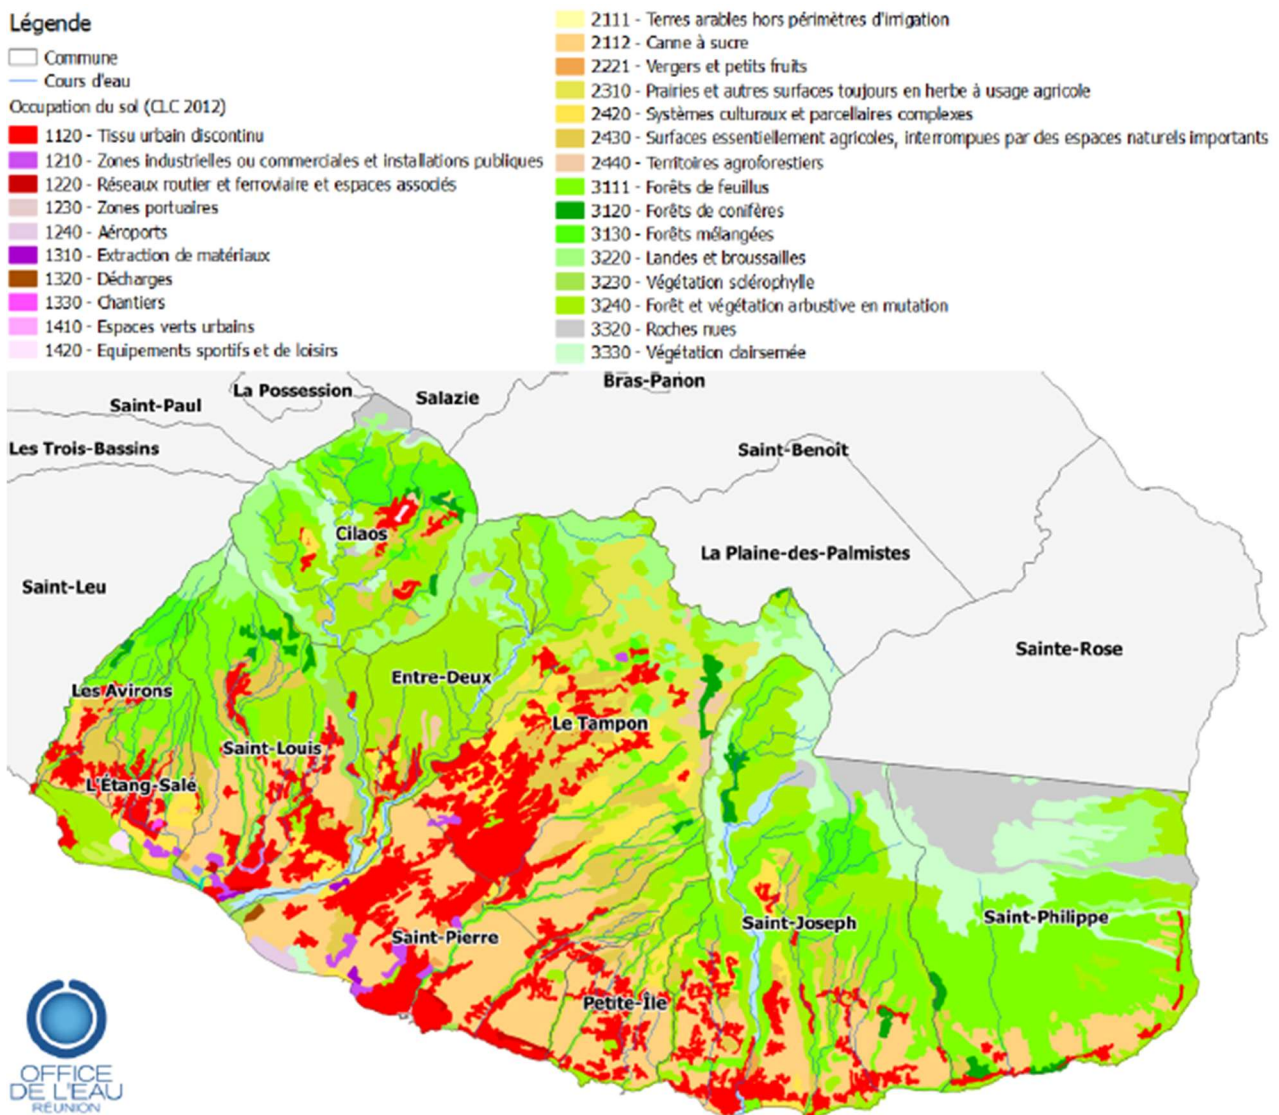 Légende
Commune
Cours d'eau
Occupation du sol (CLC 2012)
1120 - Tissu urbain discontinu
1210 - Zones industrielles ou commerciales et installations publiques
1220 - Réseaux routier et ferroviaire et espaces associés
1230 - Zones portuaires
1240 - Aéroports
1310 - Extraction de matériaux
1320 - Décharges
1330 - Chantiers
1410 - Espaces verts urbains
1420 - Equipements sportifs et de loisirs
2111 - Terres arables hors périmètres d'irrigation
2112 - Canne à sucre
2221 - Vergers et petits fruits
2310 - Prairies et autres surfaces toujours en herbe à usage agricole
2420 - Systèmes culturaux et parcellaires complexes
2430 - Surfaces essentiellement agricoles, interrompues par des espaces naturels importants
2440 - Territoires agroforestiers
3111 - Forêts de feuillus
3120 - Forêts de conifères
3130 - Forêts mélangées
3220 - Landes et broussailles
3230 - Végétation sclérophylle
3240 - Forêt et végétation arbustive en mutation
3320 - Roches nues
3330 - Végétation clairsemée
Bras-Panon
La Possession
Salazie
Saint-Paul
Les Trois-Bassins
Saint-Benoît
Cilaos
La Plaine-des-Palmistes
Saint-Leu
Sainte-Rose
Entre-Deux
Les Avirons
Le Tampon
Saint-Louis
L'Étang-Salé
Saint-Philippe
Saint-Joseph
Saint-Pierre
Petite-Île
OFFICE
DE L'EAU
RÉUNION